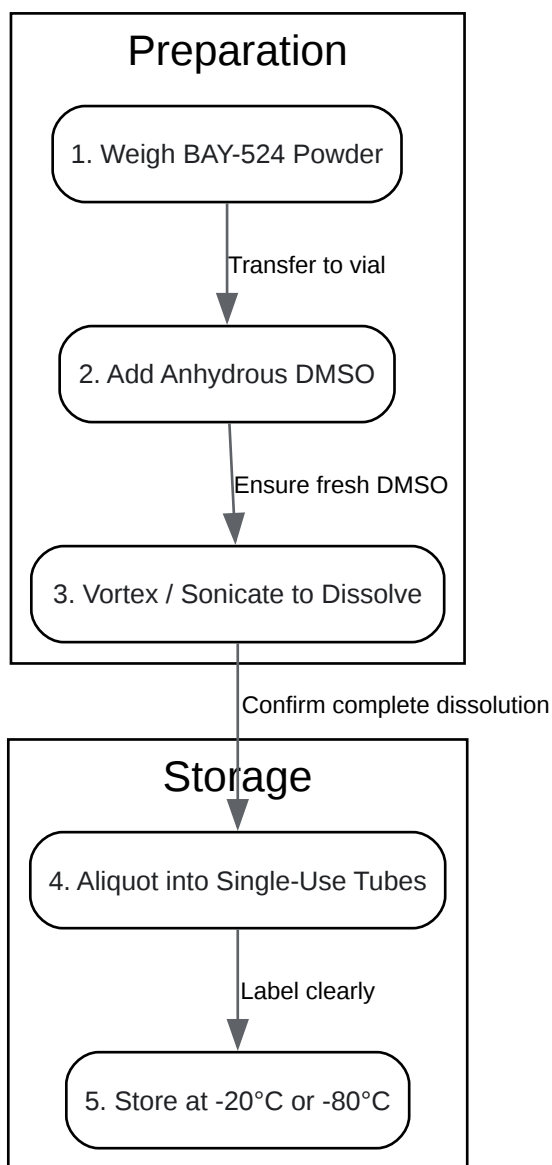 Preparation
1. Weigh BAY-524 Powder
Transfer to vial
2. Add Anhydrous DMSO
Ensure fresh DMSO
3. Vortex / Sonicate to Dissolve
Confirm complete dissolution
Storage
4. Aliquot into Single-Use Tubes
Label clearly
5. Store at -20°C or -80°C